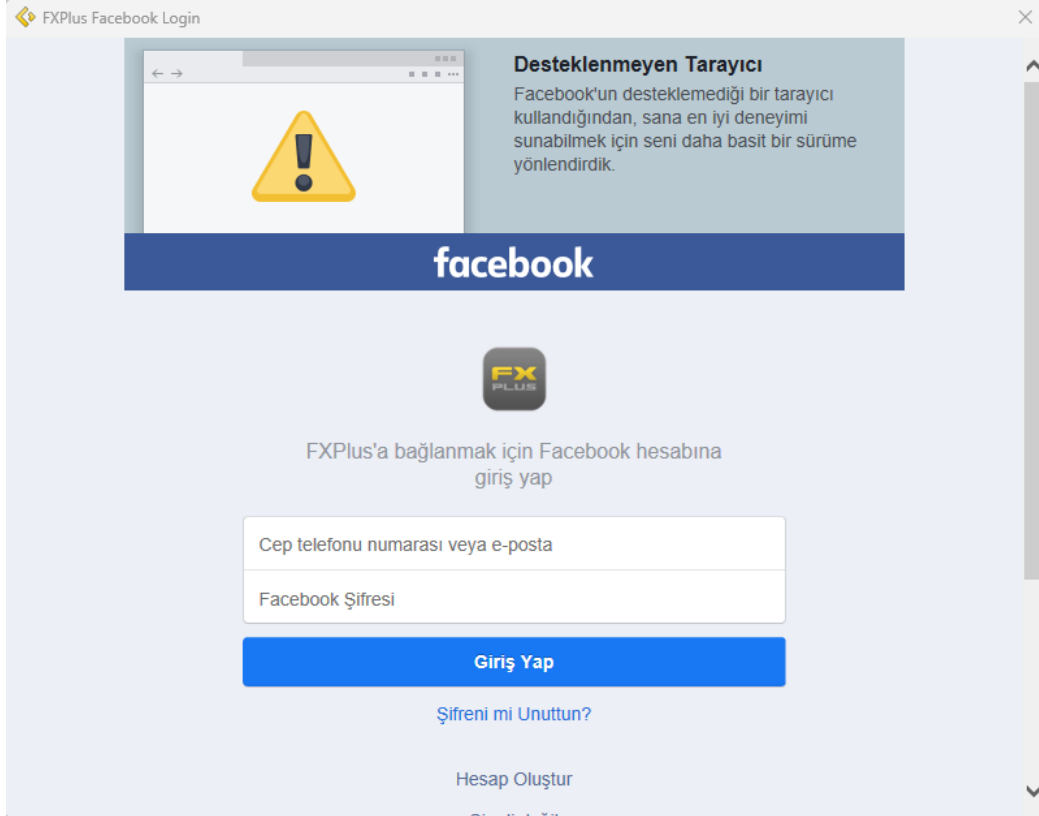 FXPlus Facebook Login
Desteklenmeyen Tarayıcı
Facebook'un desteklemediği bir tarayıcı
kullandığından, sana en iyi deneyimi
sunabilmek için seni daha basit bir sürüme
yönlendirdik.
facebook
FX
PLUS
FXPlus'a bağlanmak için Facebook hesabına
giriş yap
Cep telefonu numarası veya e-posta
Facebook Şifresi
Giriş Yap
Şifreni mi Unuttun?
Hesap Oluştur